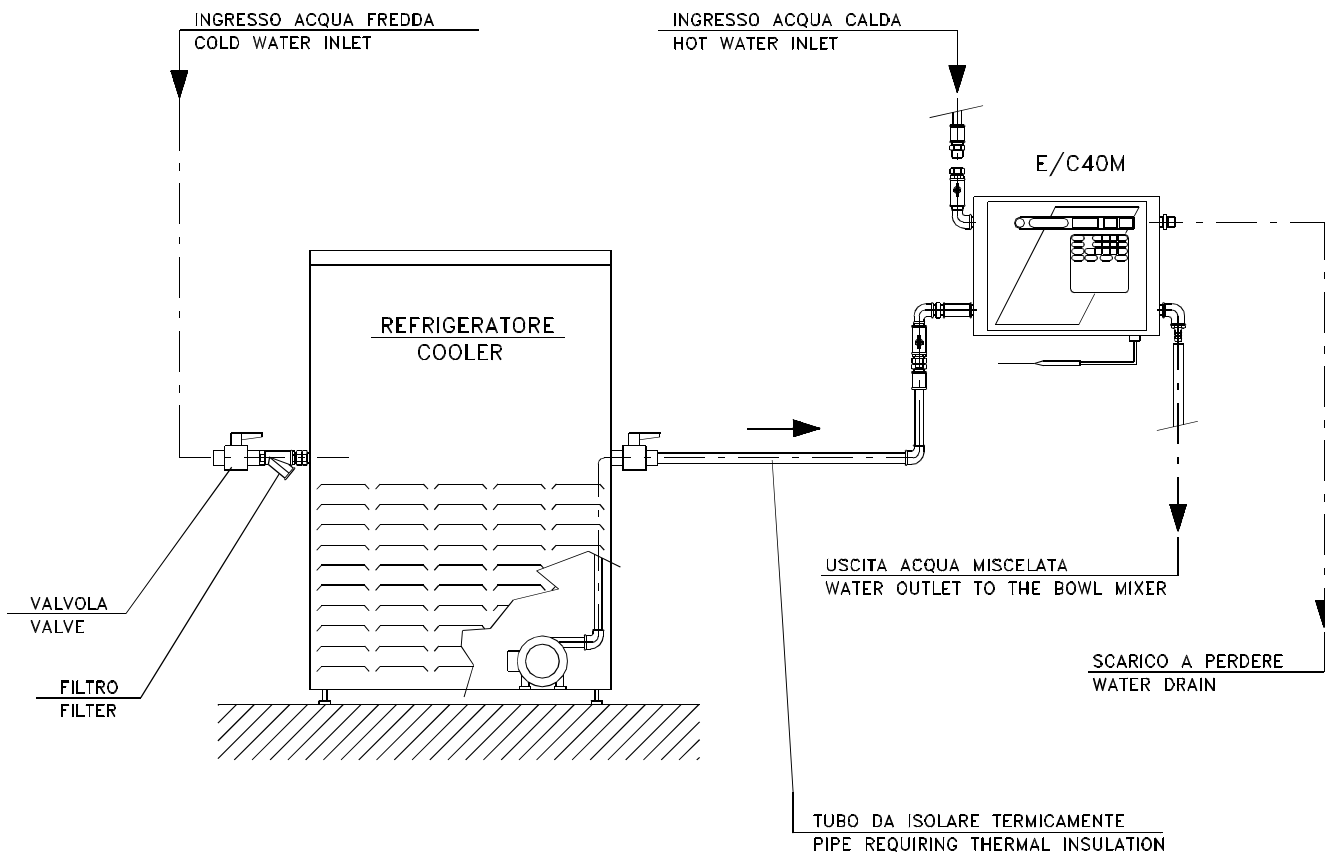 INGRESSO ACQUA FREDDA
COLD WATER INLET
INGRESSO ACQUA CALDA
HOT WATER INLET
E/C40M
REFRIGERATORE
COOLER
USCITA ACQUA MISCELATA
WATER OUTLET TO THE BOWL MIXER
VALVOLA
VALVE
SCARICO A PERDERE
WATER DRAIN
FILTRO
FILTER
TUBO DA ISOLARE TERMICAMENTE
PIPE REQUIRING THERMAL INSULATION